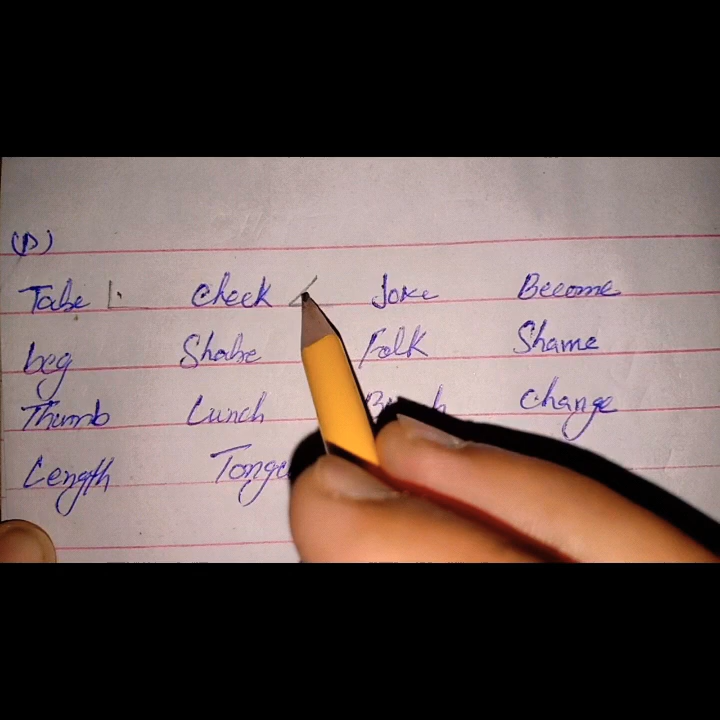 (D)
Take Cheek Joke Become
beg Shake Folk Shame
Thumb Lunch Change
Length